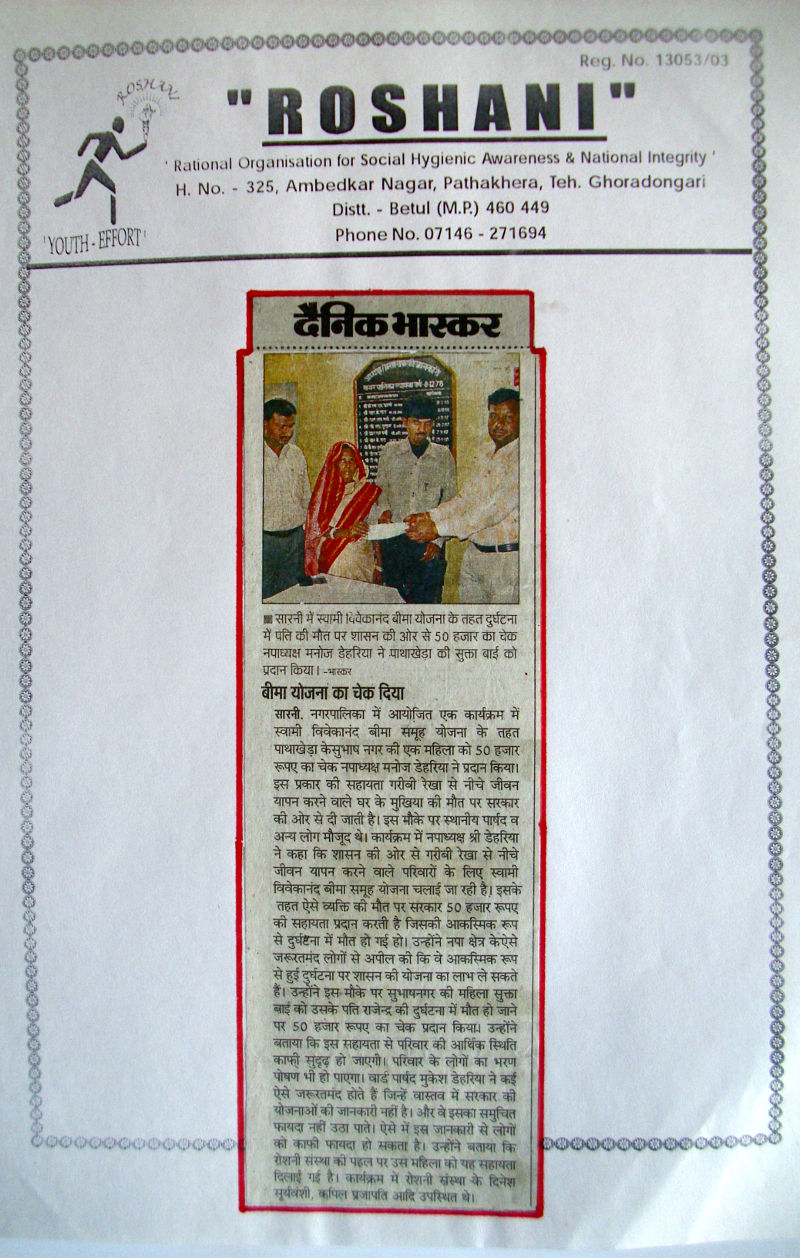 Reg. No. 13053/03
ROSHANI
"ROSHANI"
' Rational Organisation for Social Hygienic Awareness & National Integrity '
H. No. - 325, Ambedkar Nagar, Pathakhera, Teh. Ghoradongari
Distt. - Betul (M.P.) 460 449
Phone No. 07146 - 271694
'YOUTH - EFFORT'
दैनिक भास्कर
■ सारनी में स्वामी विवेकानंद बीमा योजना के तहत दुर्घटना
में पति की मौत पर शासन की ओर से 50 हजार का चेक
नपाध्यक्ष मनोज डेहरिया ने पाथाखेड़ा की सुक्ता बाई को
प्रदान किया। -भास्कर
बीमा योजना का चेक दिया
सारनी. नगरपालिका में आयोजित एक कार्यक्रम में
स्वामी विवेकानंद बीमा समूह योजना के तहत
पाथाखेड़ा केसुभाष नगर की एक महिला को 50 हजार
रूपए का चेक नपाध्यक्ष मनोज डेहरिया ने प्रदान किया।
इस प्रकार की सहायता गरीबी रेखा से नीचे जीवन
यापन करने वाले घर के मुखिया की मौत पर सरकार
की ओर से दी जाती है। इस मौके पर स्थानीय पार्षद व
अन्य लोग मौजूद थे। कार्यक्रम में नपाध्यक्ष श्री डेहरिया
ने कहा कि शासन की ओर से गरीबी रेखा से नीचे
जीवन यापन करने वाले परिवारों के लिए स्वामी
विवेकानंद बीमा समूह योजना चलाई जा रही है। इसके
तहत ऐसे व्यक्ति की मौत पर सरकार 50 हजार रूपए
की सहायता प्रदान करती है जिसकी आकस्मिक रूप
से दुर्घटना में मौत हो गई हो। उन्होंने नपा क्षेत्र केऐसे
जरूरतमंद लोगों से अपील की कि वे आकस्मिक रूप
से हुई दुर्घटना पर शासन की योजना का लाभ ले सकते
हैं। उन्होंने इस मौके पर सुभाषनगर की महिला सुक्ता
बाई को उसके पति राजेन्द्र की दुर्घटना में मौत हो जाने
पर 50 हजार रूपए का चेक प्रदान किया। उन्होंने
बताया कि इस सहायता से परिवार की आर्थिक स्थिति
काफी सुदृढ़ हो जाएगी। परिवार के लोगों का भरण
पोषण भी हो पाएगा। वार्ड पार्षद मुकेश डेहरिया ने कई
ऐसे जरूरतमंद होते हैं जिन्हें वास्तव में सरकार की
योजनाओं की जानकारी नहीं है। और वे इसका समुचित
फायदा नहीं उठा पाते। ऐसे में इस जानकारी से लोगों
को काफी फायदा हो सकता है। उन्होंने बताया कि
रोशनी संस्था की पहल पर उस महिला को यह सहायता
दिलाई गई है। कार्यक्रम में रोशनी संस्था के दिनेश
सूर्यवंशी, कपिल प्रजापति आदि उपस्थित थे।